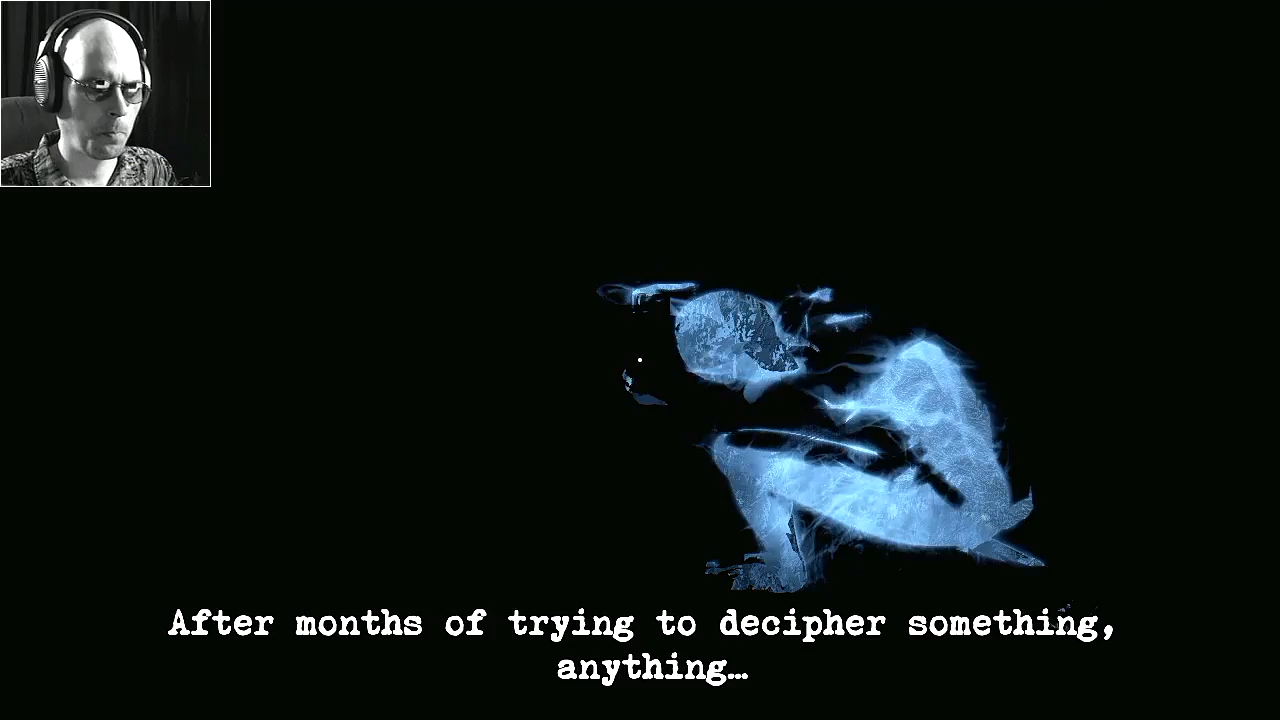 After months of trying to decipher something,
anything…